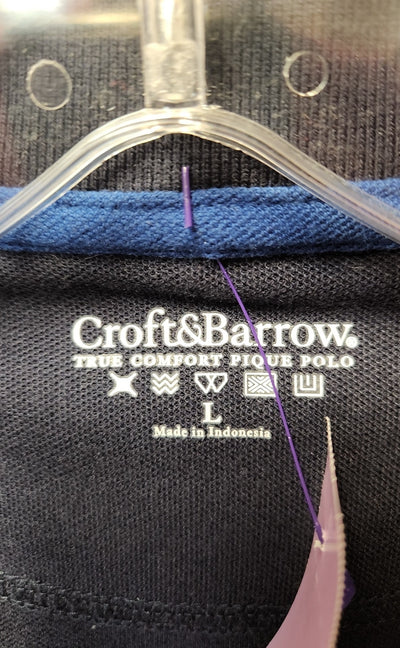 Croft&Barrow.
TRUE COMFORT PIQUE POLO
L
Made in Indonesia